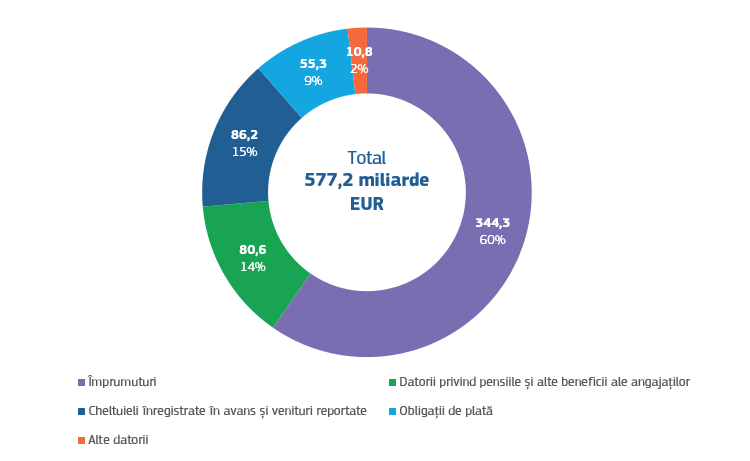 10,8
2%
55,3
9%
86,2
15%
Total
577,2 miliarde
EUR
344,3
60%
80,6
14%
Împrumuturi
Datorii privind pensiile și alte beneficii ale angajaților
Cheltuieli înregistrate în avans și venituri reportate
Obligații de plată
Alte datorii